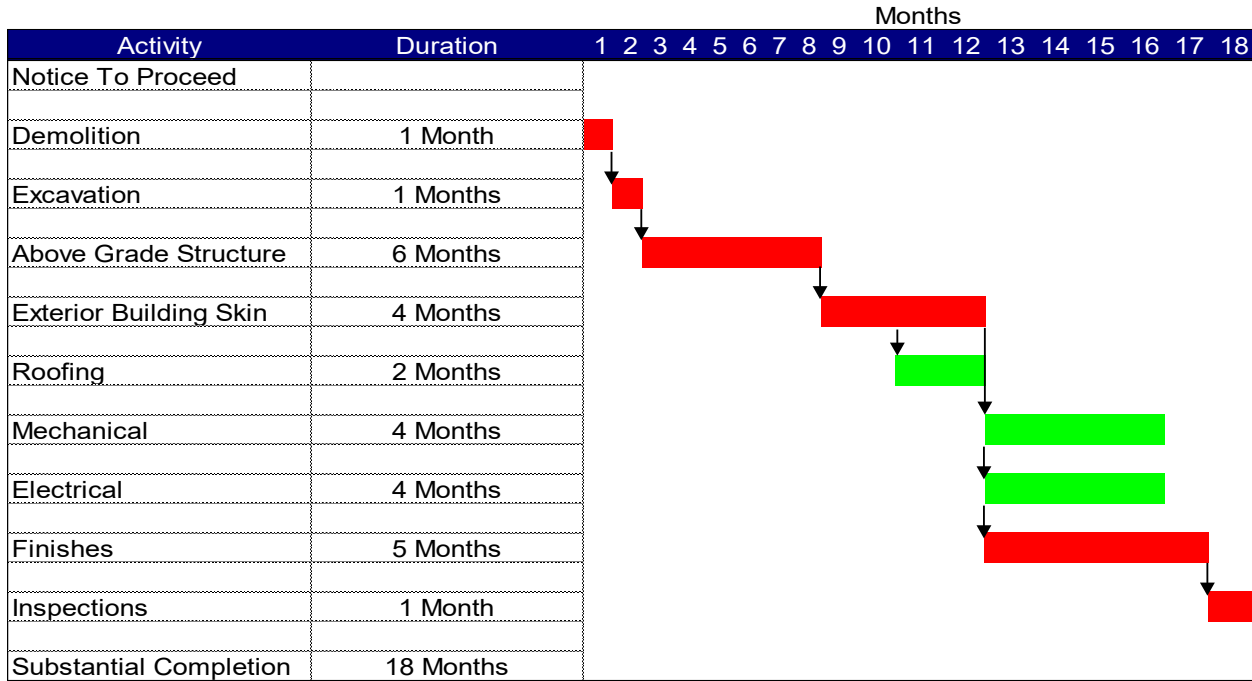 Months
Activity Duration 1 2 3 4 5 6 7 8 9 10 11 12 13 14 15 16 17 18
Notice To Proceed
Demolition 1 Month
Excavation 1 Months
Above Grade Structure 6 Months
Exterior Building Skin 4 Months
Roofing 2 Months
Mechanical 4 Months
Electrical 4 Months
Finishes 5 Months
Inspections 1 Month
Substantial Completion 18 Months